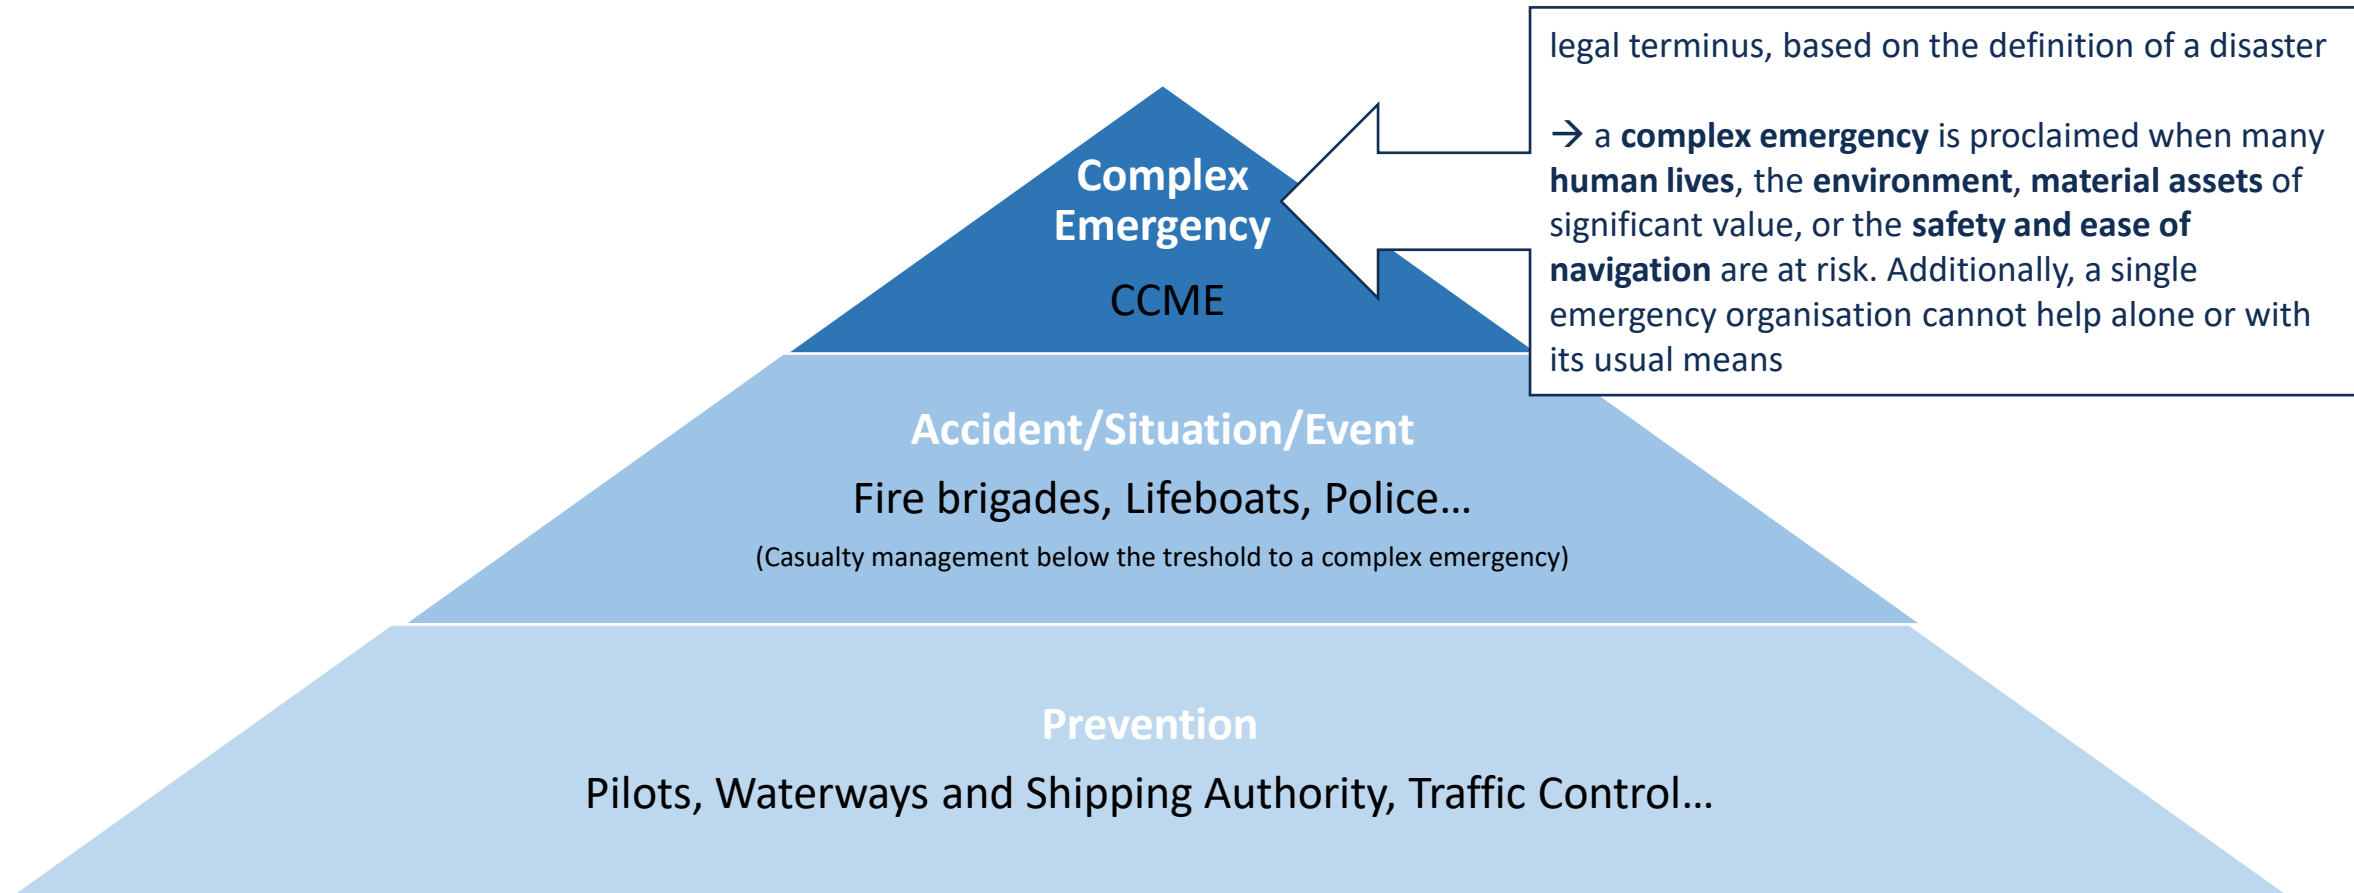 legal terminus, based on the definition of a disaster
→ a complex emergency is proclaimed when many
human lives, the environment, material assets of
significant value, or the safety and ease of
navigation are at risk. Additionally, a single
emergency organisation cannot help alone or with
its usual means
Complex
Emergency
CCME
Accident/Situation/Event
Fire brigades, Lifeboats, Police...
(Casualty management below the treshold to a complex emergency)
Prevention
Pilots, Waterways and Shipping Authority, Traffic Control...